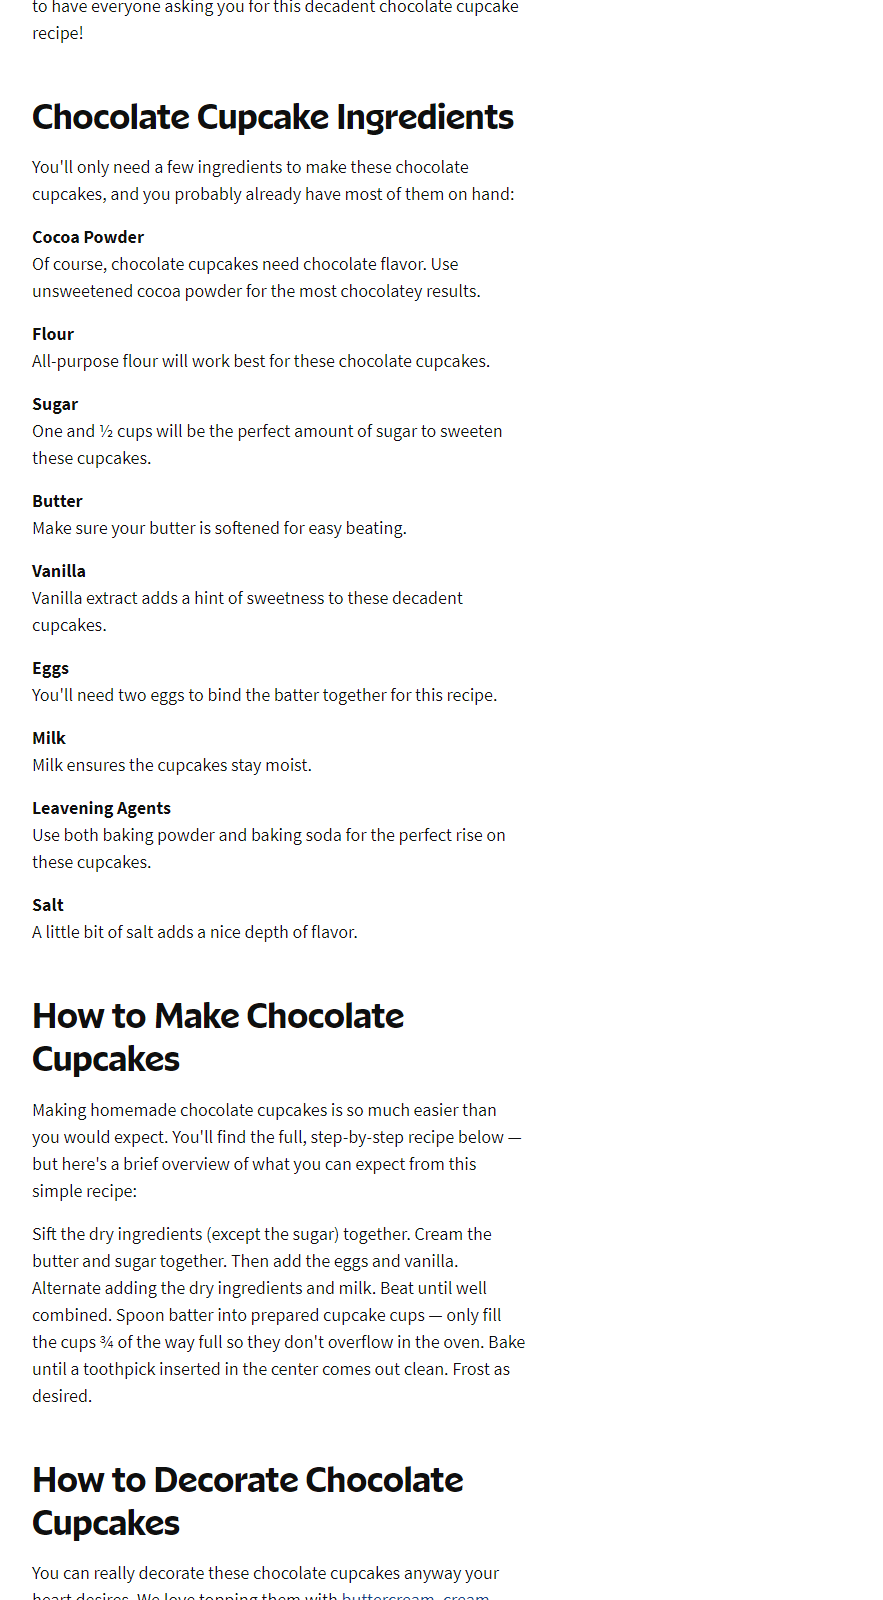 to have everyone asking you for this decadent chocolate cupcake
recipe!
Chocolate Cupcake Ingredients
You'll only need a few ingredients to make these chocolate
cupcakes, and you probably already have most of them on hand:
Cocoa Powder
Of course, chocolate cupcakes need chocolate flavor. Use
unsweetened cocoa powder for the most chocolatey results.
Flour
All-purpose flour will work best for these chocolate cupcakes.
Sugar
One and ½ cups will be the perfect amount of sugar to sweeten
these cupcakes.
Butter
Make sure your butter is softened for easy beating.
Vanilla
Vanilla extract adds a hint of sweetness to these decadent
cupcakes.
Eggs
You'll need two eggs to bind the batter together for this recipe.
Milk
Milk ensures the cupcakes stay moist.
Leavening Agents
Use both baking powder and baking soda for the perfect rise on
these cupcakes.
Salt
A little bit of salt adds a nice depth of flavor.
How to Make Chocolate
Cupcakes
Making homemade chocolate cupcakes is so much easier than
you would expect. You'll find the full, step-by-step recipe below —
but here's a brief overview of what you can expect from this
simple recipe:
Sift the dry ingredients (except the sugar) together. Cream the
butter and sugar together. Then add the eggs and vanilla.
Alternate adding the dry ingredients and milk. Beat until well
combined. Spoon batter into prepared cupcake cups — only fill
the cups ¾ of the way full so they don't overflow in the oven. Bake
until a toothpick inserted in the center comes out clean. Frost as
desired.
How to Decorate Chocolate
Cupcakes
You can really decorate these chocolate cupcakes anyway your
heart desires. We love topping them with buttercream, cream